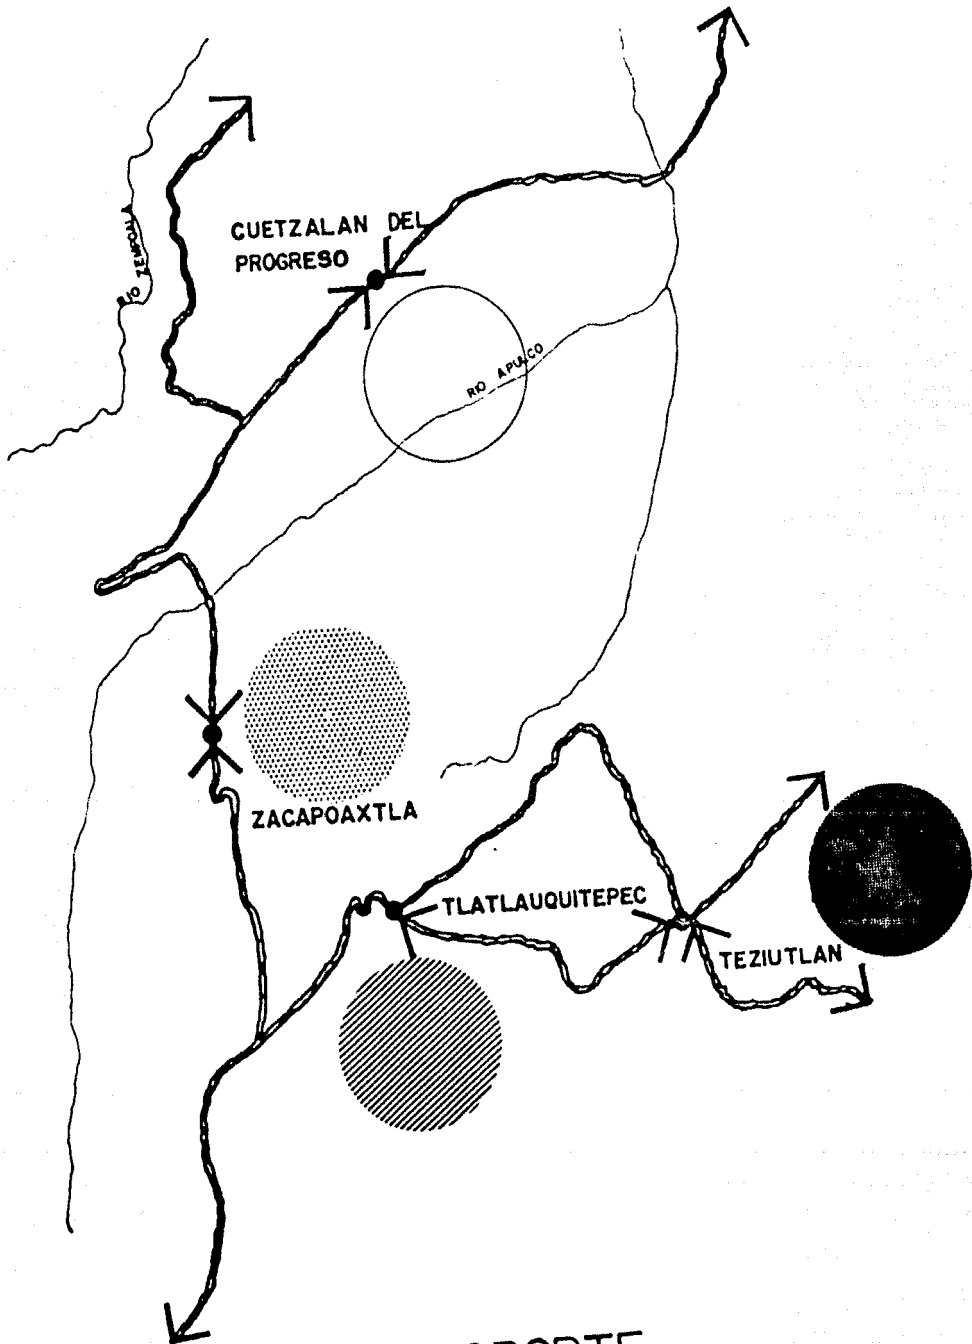 CUETZALAN DEL
PROGRESO
RIO ZEMPOALA
RIO APULCO
ZACAPOAXTLA
TLATLAUQUITEPEC
TEZIUTLAN